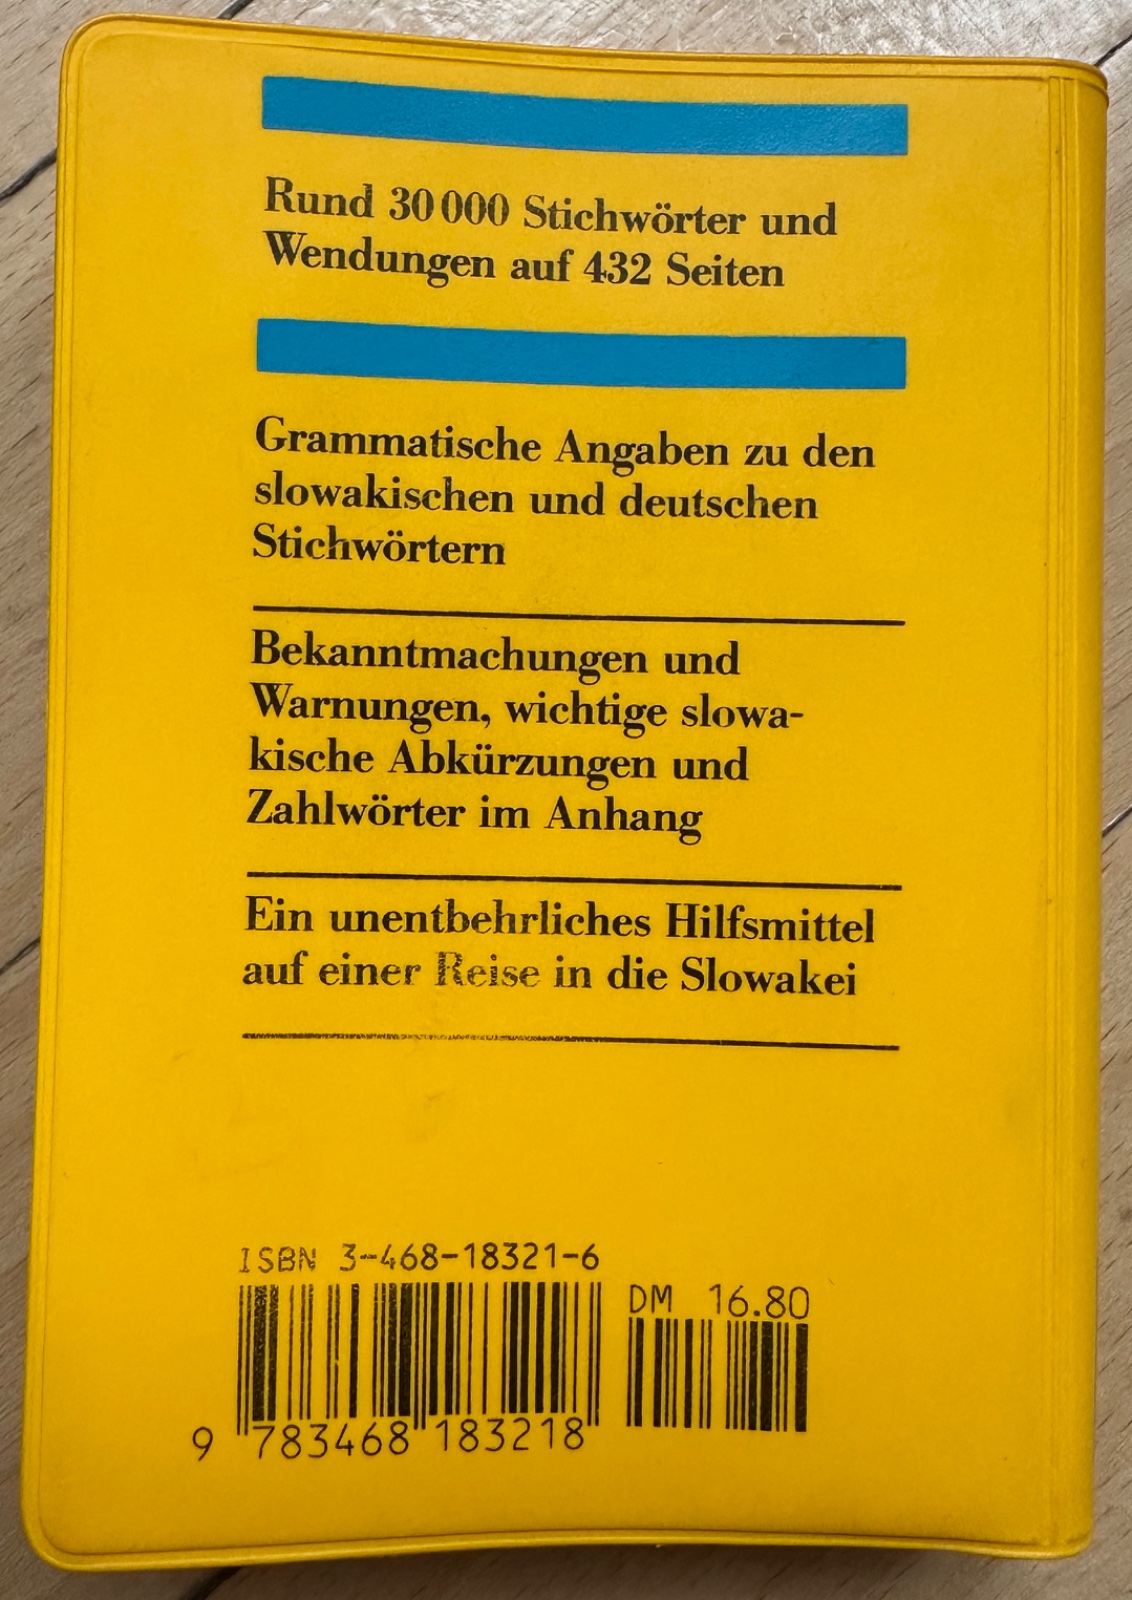 Rund 30 000 Stichwörter und
Wendungen auf 432 Seiten
Grammatische Angaben zu den
slowakischen und deutschen
Stichwörtern
Bekanntmachungen und
Warnungen, wichtige slowa-
kische Abkürzungen und
Zahlwörter im Anhang
Ein unentbehrliches Hilfsmittel
auf einer Reise in die Slowakei
ISBN 3-468-18321-6
DM 16.80
9 783468 183218